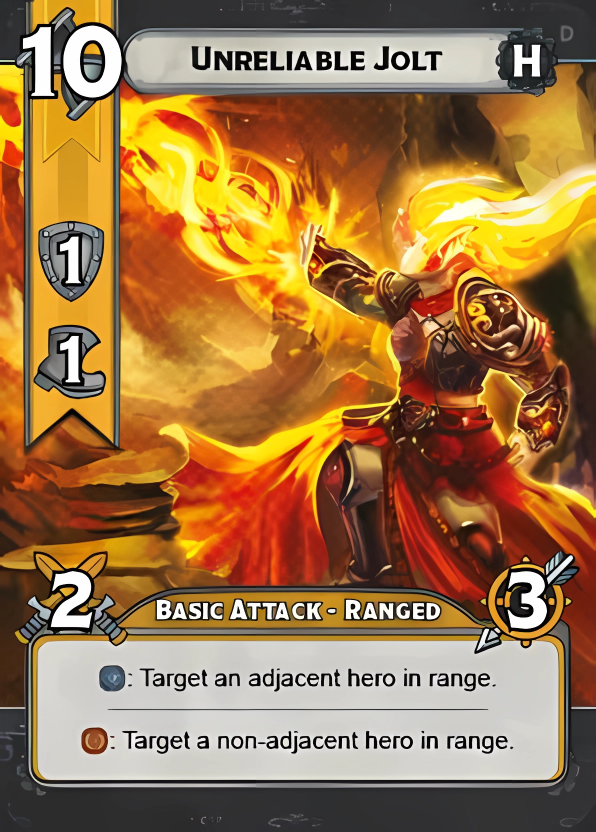 10
UNRELIABLE JOLT
H
D
1
1
2
BASIC ATTACK - RANGED
3
: Target an adjacent hero in range.
: Target a non-adjacent hero in range.